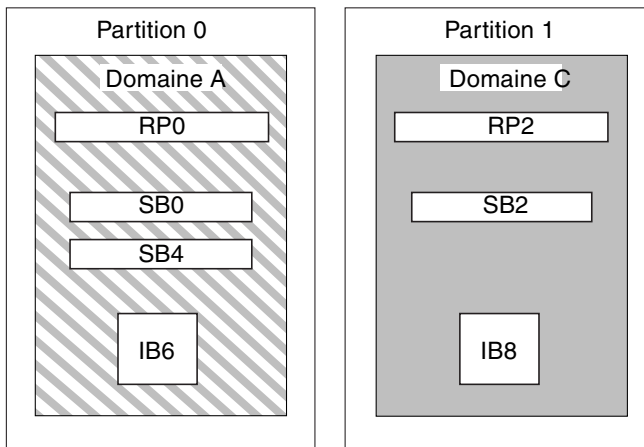 Partition 0
Domaine A
RP0
SB0
SB4
IB6
Partition 1
Domaine C
RP2
SB2
IB8